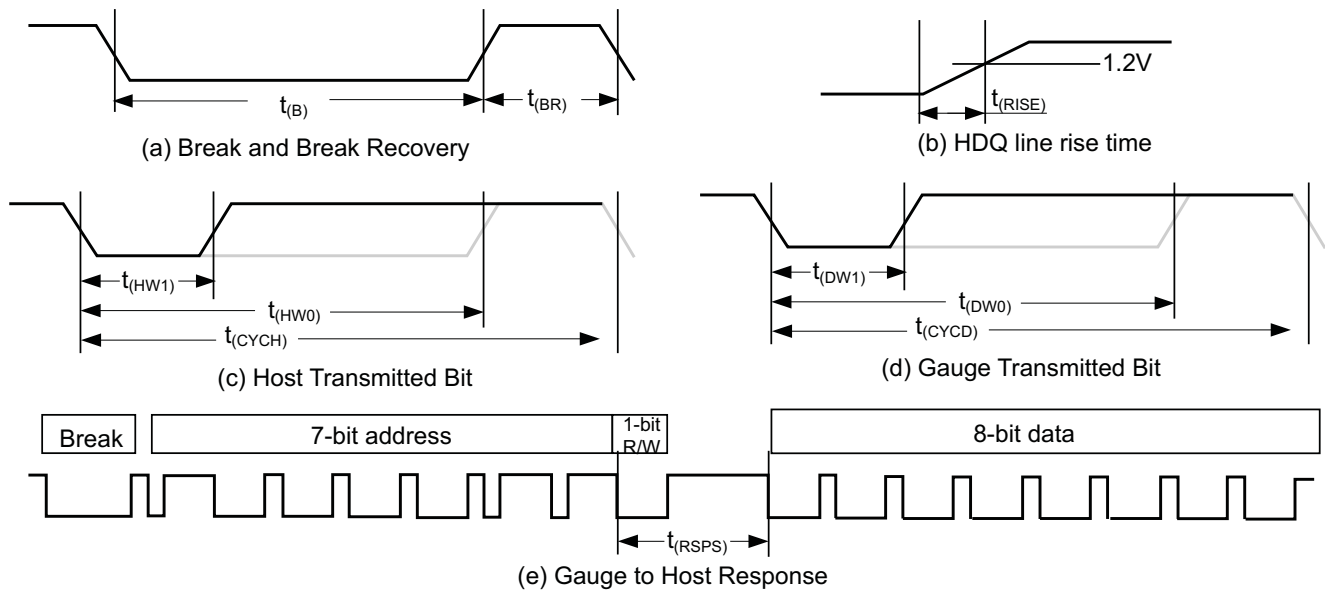 t(B)
t(BR)
(a) Break and Break Recovery
1.2V
t(RISE)
(b) HDQ line rise time
t(HW1)
t(HW0)
t(CYCH)
(c) Host Transmitted Bit
t(DW1)
t(DW0)
t(CYCD)
(d) Gauge Transmitted Bit
Break
7-bit address
1-bit
R/W
8-bit data
t(RSPS)
(e) Gauge to Host Response